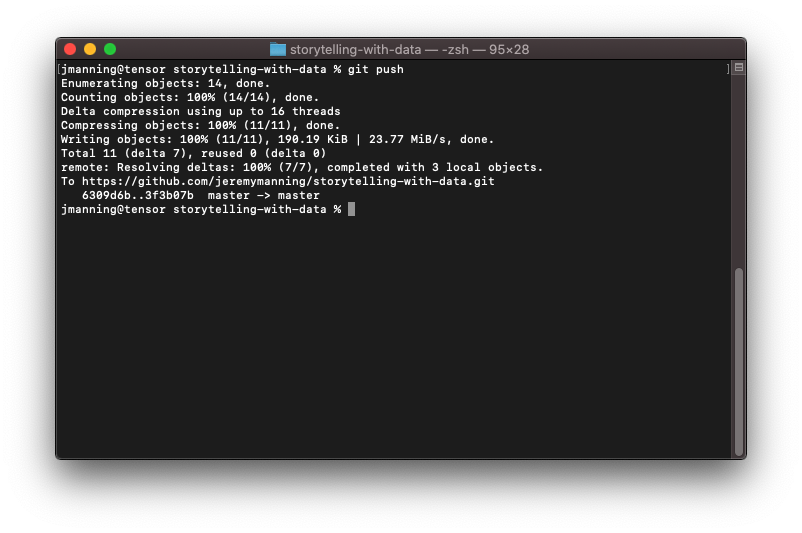 storytelling-with-data — -zsh — 95×28
[jmanning@tensor storytelling-with-data % git push ]
Enumerating objects: 14, done.
Counting objects: 100% (14/14), done.
Delta compression using up to 16 threads
Compressing objects: 100% (11/11), done.
Writing objects: 100% (11/11), 190.19 KiB | 23.77 MiB/s, done.
Total 11 (delta 7), reused 0 (delta 0)
remote: Resolving deltas: 100% (7/7), completed with 3 local objects.
To https://github.com/jeremymanning/storytelling-with-data.git
   6309d6b..3f3b07b  master -> master
jmanning@tensor storytelling-with-data %